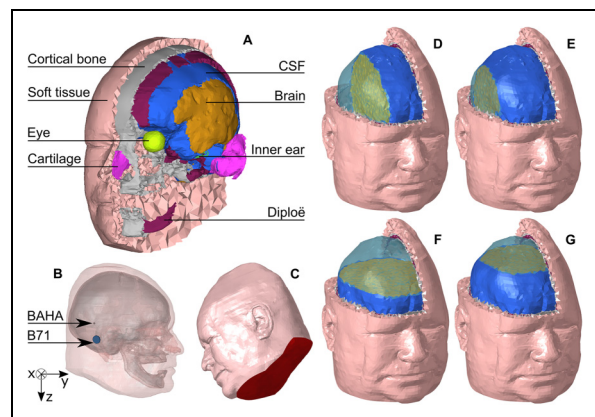 A
Cortical bone
Soft tissue
Eye
Cartilage
CSF
Brain
Inner ear
Diploë
B
BAHA
B71
x
y
z
C
D
E
F
G